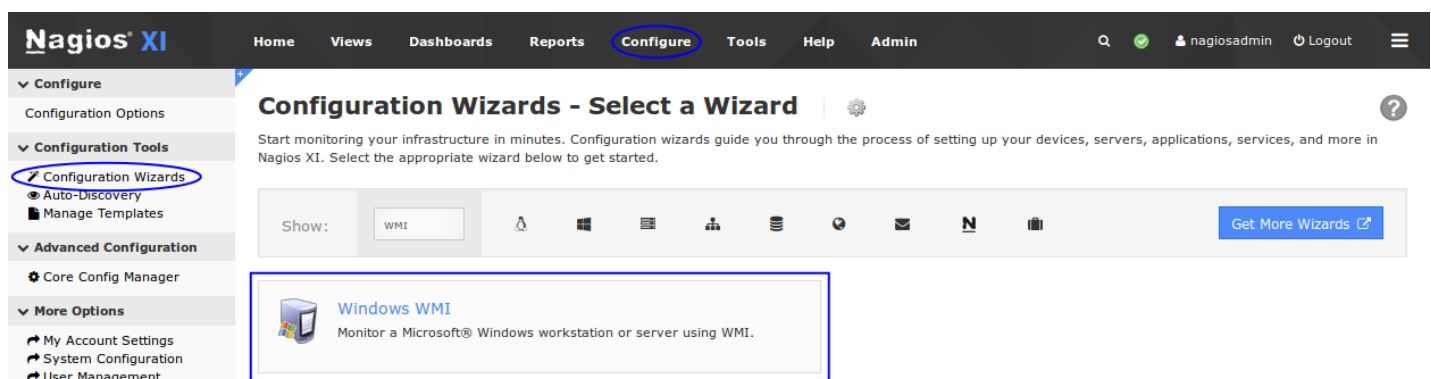 Nagios® XI
Home Views Dashboards Reports Configure Tools Help Admin nagiosadmin Logout
Configure
Configuration Options
Configuration Tools
Configuration Wizards
Auto-Discovery
Manage Templates
Advanced Configuration
Core Config Manager
More Options
My Account Settings
System Configuration
User Management
Configuration Wizards - Select a Wizard
Start monitoring your infrastructure in minutes. Configuration wizards guide you through the process of setting up your devices, servers, applications, services, and more in
Nagios XI. Select the appropriate wizard below to get started.
Show: WMI N Get More Wizards
Windows WMI
Monitor a Microsoft® Windows workstation or server using WMI.